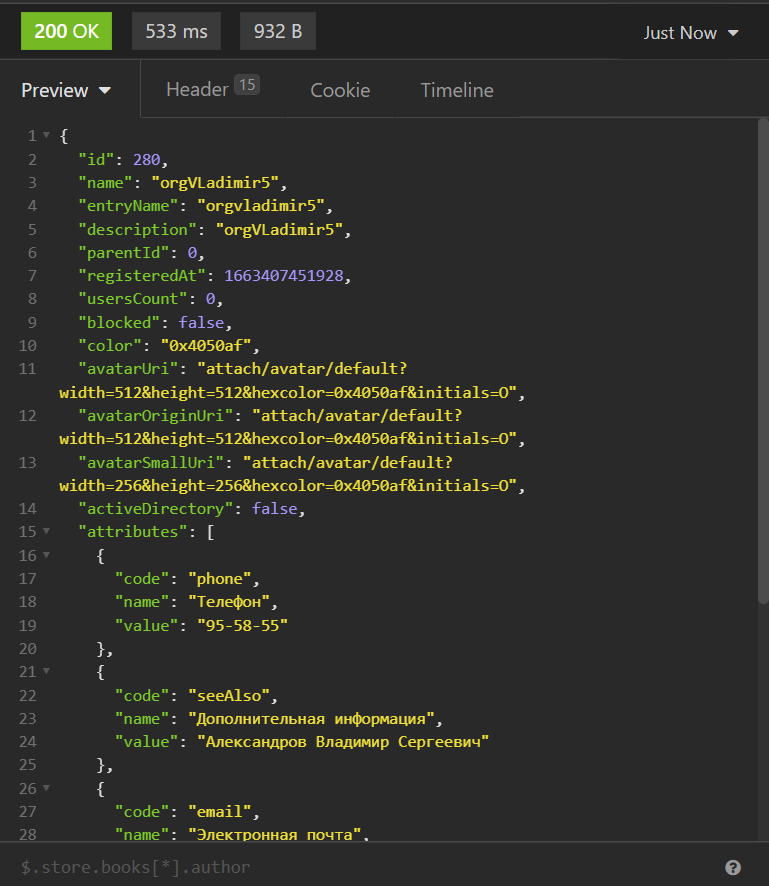 200 OK 533 ms 932 B Just Now
Preview Header 15 Cookie Timeline
1 {
2 "id": 280,
3 "name": "orgVLadimir5",
4 "entryName": "orgvladimir5",
5 "description": "orgVLadimir5",
6 "parentId": 0,
7 "registeredAt": 1663407451928,
8 "usersCount": 0,
9 "blocked": false,
10 "color": "0x4050af",
11 "avatarUri": "attach/avatar/default?
width=512&height=512&hexcolor=0x4050af&initials=O",
12 "avatarOriginUri": "attach/avatar/default?
width=512&height=512&hexcolor=0x4050af&initials=O",
13 "avatarSmallUri": "attach/avatar/default?
width=256&height=256&hexcolor=0x4050af&initials=O",
14 "activeDirectory": false,
15 "attributes": [
16 {
17 "code": "phone",
18 "name": "Телефон",
19 "value": "95-58-55"
20 },
21 {
22 "code": "seeAlso",
23 "name": "Дополнительная информация",
24 "value": "Александров Владимир Сергеевич"
25 },
26 {
27 "code": "email",
28 "name": "Электронная почта",
$.store.books[*].author ?